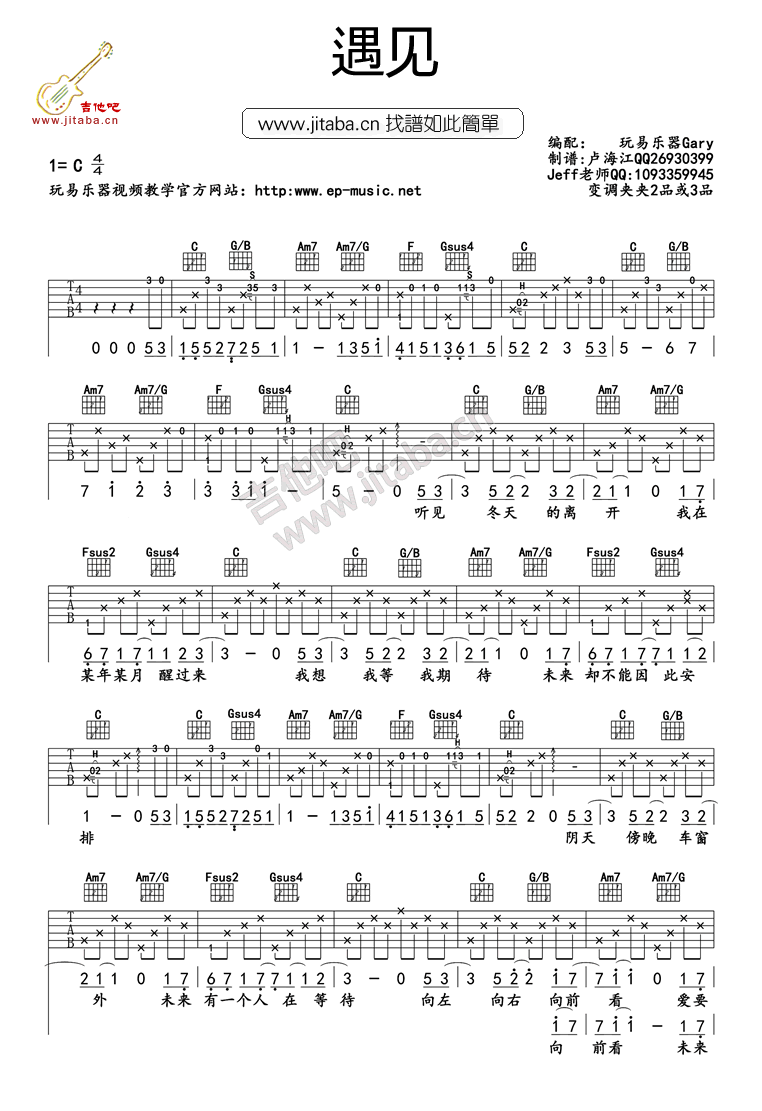 遇见
吉他吧
www.jitaba.cn
www.jitaba.cn 找譜如此簡單
编配： 玩易乐器Gary
制谱:卢海江QQ26930399
Jeff老师QQ:1093359945
变调夹夹2品或3品
1= C 4/4
玩易乐器视频教学官方网站：http:www.ep-music.net
C G/B Am7 Am7/G F Gsus4 C C G/B
0 0 0 5 3 1 5 5 2 7 2 5 1 1 - 1 3 5 i 4 1 5 1 3 6 1 5 5 2 2 3 5 3 5 - 6 7
Am7 Am7/G F Gsus4 C C G/B Am7 Am7/G
7 i 2 3 3 3 i i - 5 - 0 5 3 3 5 2 2 3 2 2 1 1 0 1 7
听见 冬天 的离 开 我在
Fsus2 Gsus4 C C G/B Am7 Am7/G Fsus2 Gsus4
6 7 1 7 1 1 2 3 3 - 0 5 3 3 5 2 2 3 2 2 1 1 0 1 7 6 7 1 7 7 1 1 2
某年某月 醒过来 我想 我等 我期 待 未来 却不能因 此安
C C Gsus4 Am7 Am7/G F Gsus4 C C G/B
1 - 0 5 3 1 5 5 2 7 2 5 1 1 - 1 3 5 i 4 1 5 1 3 6 1 5 5 2 2 0 5 3 3 5 2 2 3 2
排 阴天 傍晚 车窗
Am7 Am7/G Fsus2 Gsus4 C C G/B Am7 Am7/G
2 1 1 0 1 7 6 7 1 7 7 1 1 2 3 - 0 5 3 3 5 2 2 i 7 7 i i 0 1 7
外 未来 有一个人 在 等待 向左 向右 向前 看 爱要
i 7 7 i i - 1 7
向 前看 未来
吉他吧
www.jitaba.cn